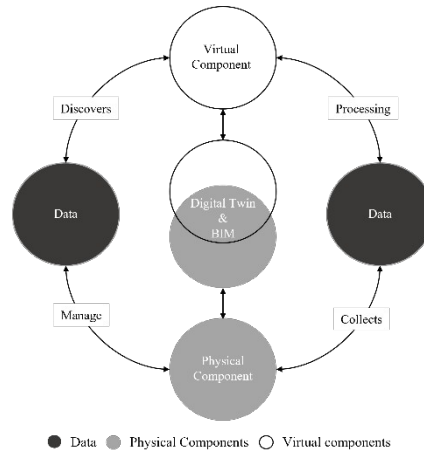 Virtual
Component
Discovers
Processing
Data
Digital Twin
&
BIM
Data
Manage
Collects
Physical
Component
Data
Physical Components
Virtual components